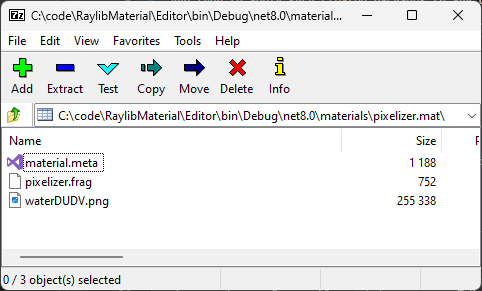 7z C:\code\RaylibMaterial\Editor\bin\Debug\net8.0\material...
File Edit View Favorites Tools Help
Add Extract Test Copy Move Delete Info
C:\code\RaylibMaterial\Editor\bin\Debug\net8.0\materials\pixelizer.mat\
Name Size P
material.meta 1 188
pixelizer.frag 752
waterDUDV.png 255 338
0 / 3 object(s) selected